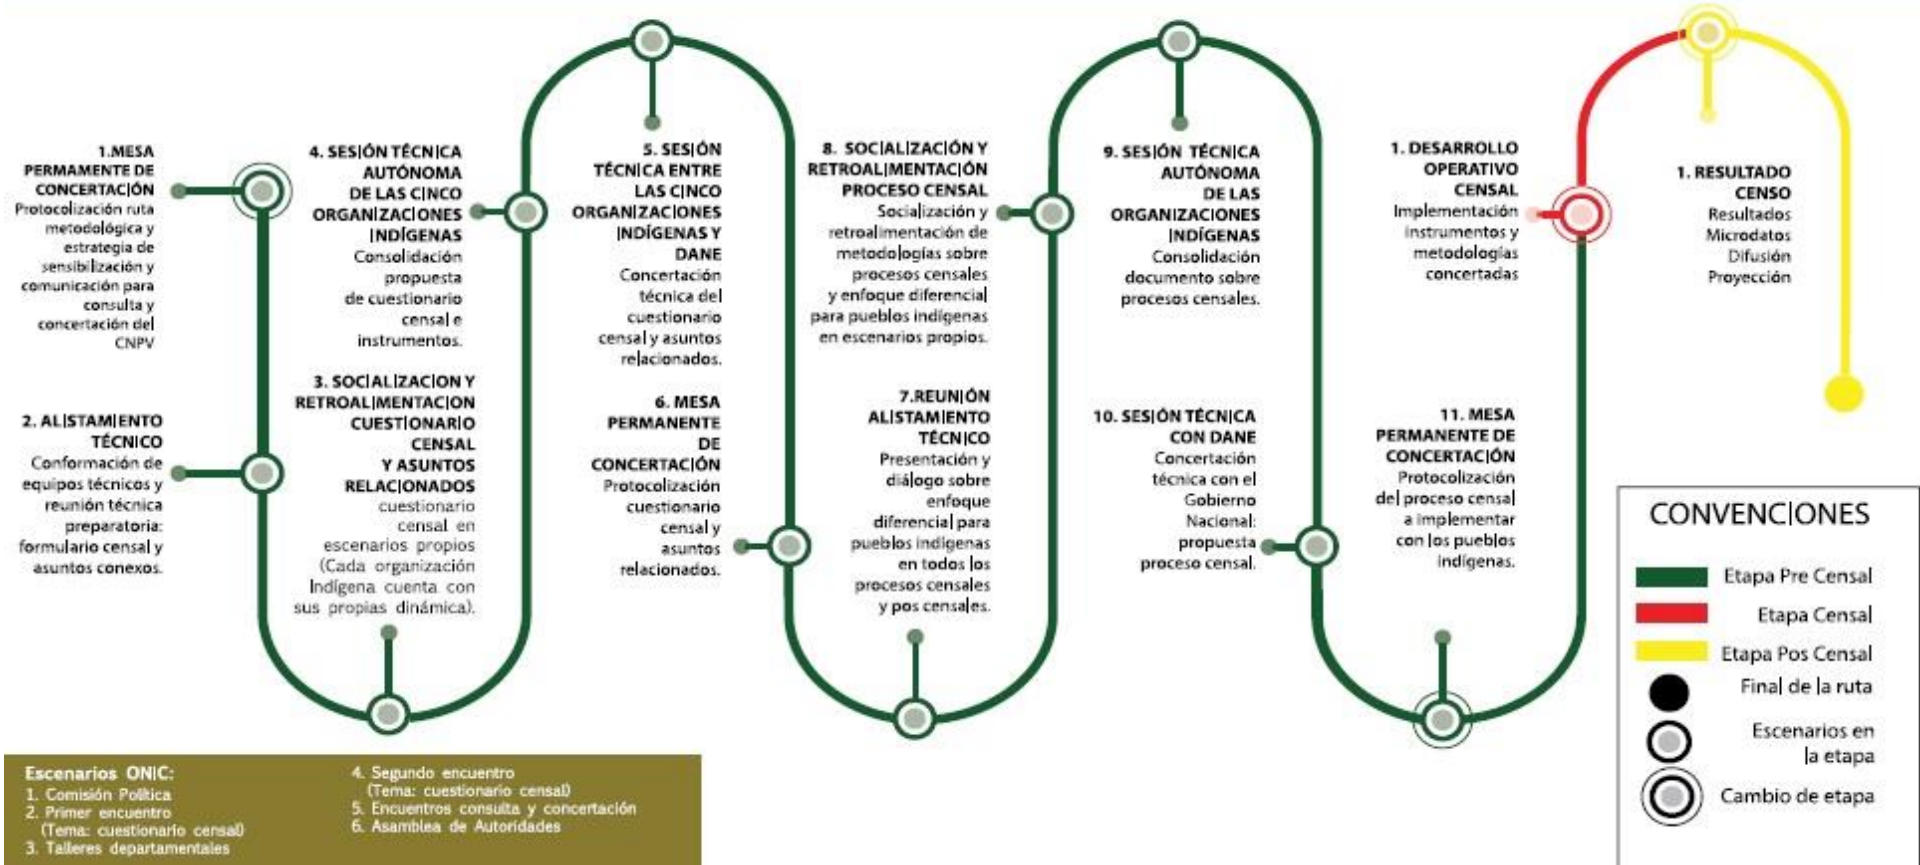 1.MESA
PERMAMENTE DE
CONCERTACIÓN
Protocolización ruta
metodológica y
estrategia de
sensibilización y
comunicación para
consulta y
concertación del
CNPV
2. ALISTAMIENTO
TÉCNICO
Conformación de
equipos técnicos y
reunión técnica
preparatoria:
formulario censal y
asuntos conexos.
3. SOCIALIZACION Y
RETROALIMENTACION
CUESTIONARIO
CENSAL
Y ASUNTOS
RELACIONADOS
cuestionario
censal en
escenarios propios
(Cada organización
Indígena cuenta con
sus propias dinámica).
4. SESIÓN TÉCNICA
AUTÓNOMA
DE LAS CINCO
ORGANIZACIONES
INDÍGENAS
Consolidación
propuesta
de cuestionario
censal e
instrumentos.
5. SESIÓN
TÉCNICA ENTRE
LAS CINCO
ORGANIZACIONES
INDÍGENAS Y
DANE
Concertación
técnica del
cuestionario
censal y asuntos
relacionados.
6. MESA
PERMANENTE
DE
CONCERTACIÓN
Protocolización
cuestionario
censal y
asuntos
relacionados.
7.REUNIÓN
ALISTAMIENTO
TÉCNICO
Presentación y
diálogo sobre
enfoque
diferencial para
pueblos indígenas
en todos los
procesos censales
y pos censales.
8. SOCIALIZACIÓN Y
RETROALIMENTACIÓN
PROCESO CENSAL
Socialización y
retroalimentación de
metodologías sobre
procesos censales
y enfoque diferencial
para pueblos indígenas
en escenarios propios.
9. SESIÓN TÉCNICA
AUTÓNOMA
DE LAS
ORGANIZACIONES
INDÍGENAS
Consolidación
documento sobre
procesos censales.
10. SESIÓN TÉCNICA
CON DANE
Concertación
técnica con el
Gobierno
Nacional:
propuesta
proceso censal.
11. MESA
PERMANENTE DE
CONCERTACIÓN
Protocolización
del proceso censal
a implementar
con los pueblos
indígenas.
1. DESARROLLO
OPERATIVO
CENSAL
Implementación
instrumentos y
metodologías
concertadas
1. RESULTADO
CENSO
Resultados
Microdatos
Difusión
Proyección
CONVENCIONES
Etapa Pre Censal
Etapa Censal
Etapa Pos Censal
Final de la ruta
Escenarios en
la etapa
Cambio de etapa
Escenarios ONIC:
1. Comisión Política
2. Primer encuentro
(Tema: cuestionario censal)
3. Talleres departamentales
4. Segundo encuentro
(Tema: cuestionario censal)
5. Encuentros consulta y concertación
6. Asamblea de Autoridades